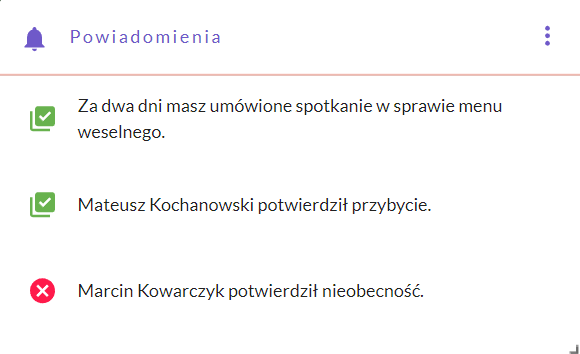 Powiadomienia
Za dwa dni masz umówione spotkanie w sprawie menu
weselnego.
Mateusz Kochanowski potwierdził przybycie.
Marcin Kowarczyk potwierdził nieobecność.